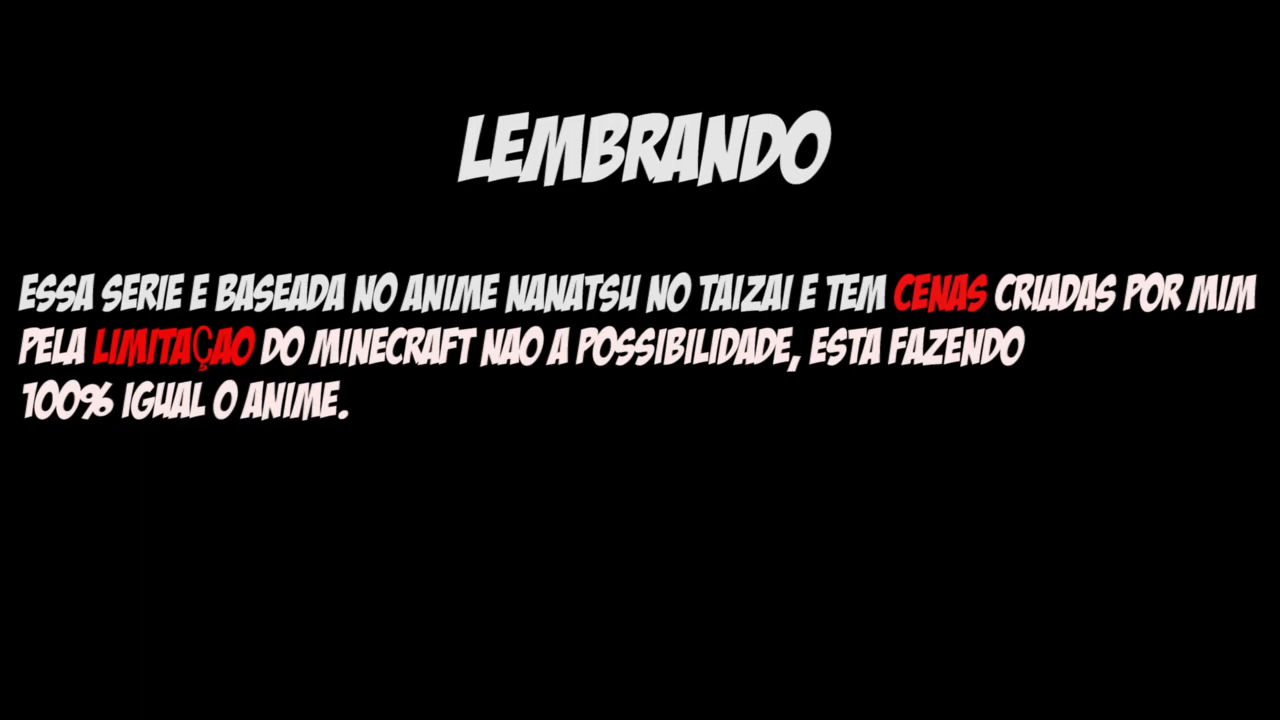 LEMBRANDO
ESSA SERIE E BASEADA NO ANIME NANATSU NO TAIZAI E TEM CENAS CRIADAS POR MIM
PELA LIMITAÇAO DO MINECRAFT NAO A POSSIBILIDADE, ESTA FAZENDO
100% IGUAL O ANIME.